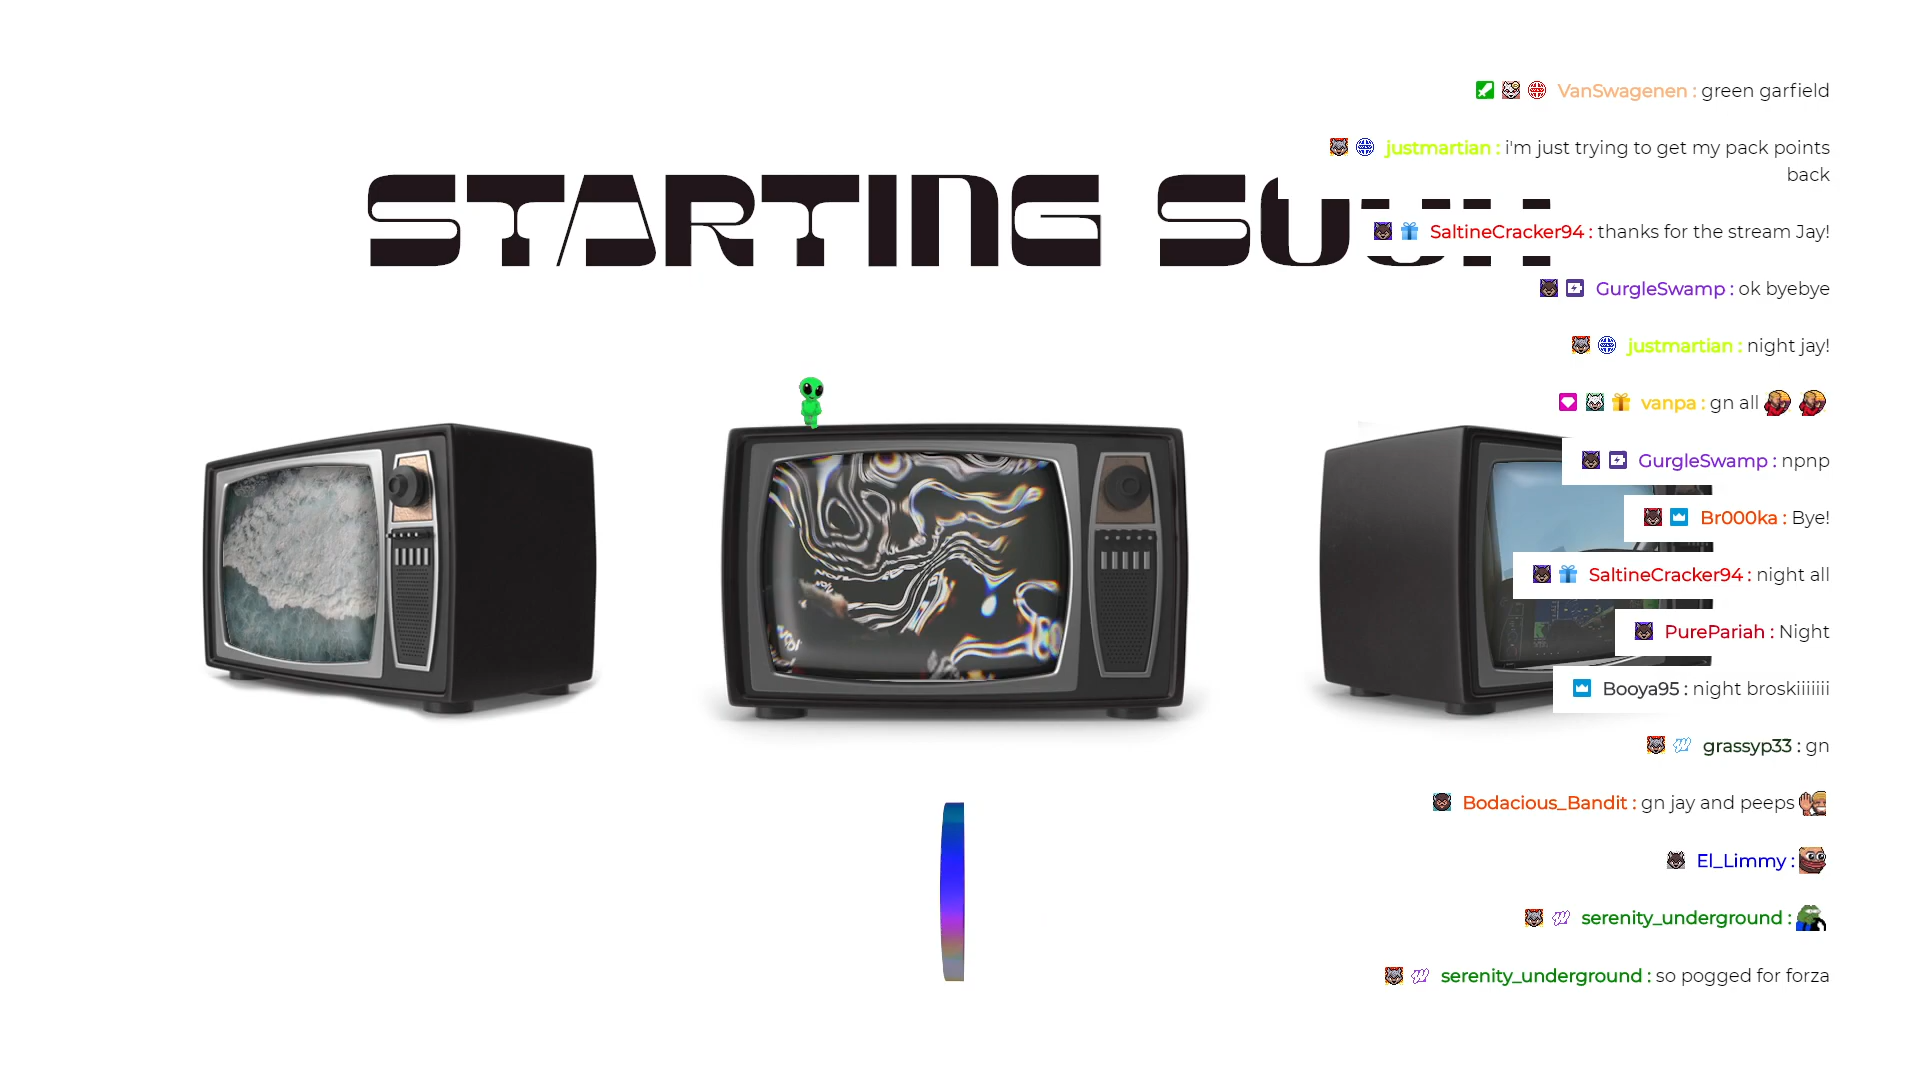 STARTING SOON
VanSwagenen : green garfield
justmartian : i'm just trying to get my pack points
back
SaltineCracker94 : thanks for the stream Jay!
GurgleSwamp : ok byebye
justmartian : night jay!
vanpa : gn all
GurgleSwamp : npnp
Br000ka : Bye!
SaltineCracker94 : night all
PurePariah : Night
Booya95 : night broskiiiiiii
grassyp33 : gn
Bodacious_Bandit : gn jay and peeps
El_Limmy :
serenity_underground :
serenity_underground : so pogged for forza